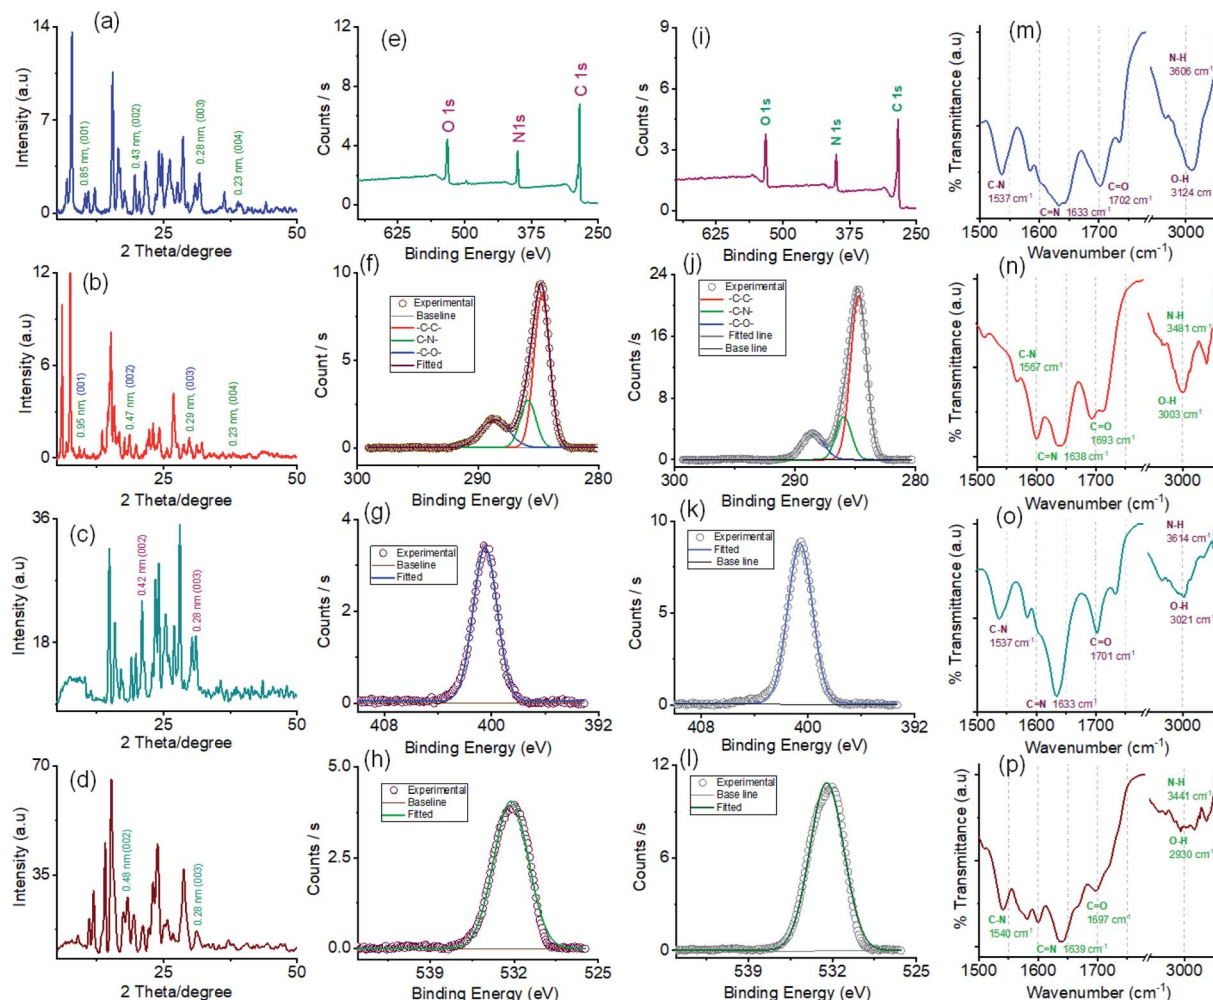 (a)
14
7
0
Intensity (a.u)
0.85 nm, (001)
0.43 nm, (002)
0.28 nm, (003)
0.23 nm, (004)
25
50
2 Theta/degree
(e)
12
9
6
3
0
Counts / s
O 1s
N1s
C 1s
625
500
375
250
Binding Energy (eV)
(i)
9
6
3
0
Counts / s
O 1s
N 1s
C 1s
625
500
375
250
Binding Energy (eV)
(m)
% Transmittance (a.u)
N-H
3606 cm-1
C-N
1537 cm-1
C=N 1633 cm-1
C=O
1702 cm-1
O-H
3124 cm-1
1500
1600
1700
3000
Wavenumber (cm-1)
(b)
12
6
0
Intensity (a.u)
0.95 nm, (001)
0.47 nm, (002)
0.29 nm, (003)
0.23 nm, (004)
25
50
2 Theta/degree
(f)
10
5
0
Count / s
Experimental
Baseline
-C-C-
C-N-
-C-O-
Fitted
300
290
280
Binding Energy (eV)
(j)
24
16
8
0
Counts /s
Experimental
-C-C-
-C-N-
-C-O-
Fitted line
Base line
300
290
280
Binding Energy (eV)
(n)
% Transmittance (a.u)
N-H
3481 cm-1
C-N
1567 cm-1
O-H
3003 cm-1
C=O
1693 cm-1
C=N 1638 cm-1
1500
1600
1700
3000
Wavenumber (cm-1)
(c)
36
18
Intensity (a.u)
0.42 nm (002)
0.28 nm (003)
25
50
2 Theta/degree
(g)
4
2
0
Counts / s
Experimental
Baseline
Fitted
408
400
392
Binding Energy (eV)
(k)
10
5
0
Counts / s
Experimental
Fitted
Base line
408
400
392
Binding Energy (eV)
(o)
% Transmittance (a.u)
N-H
3614 cm-1
C-N
1537 cm-1
O-H
3021 cm-1
C=O
1701 cm-1
C=N 1633 cm-1
1500
1600
1700
3000
Wavenumber (cm-1)
(d)
70
35
Intensity (a.u)
0.48 nm (002)
0.28 nm (003)
25
50
2 Theta/degree
(h)
5.0
2.5
0.0
Counts / s
Experimental
Baseline
Fitted
539
532
525
Binding Energy (eV)
(l)
12
8
4
0
Counts / s
Experimental
Base line
Fitted
539
532
525
Binding Energy (eV)
(p)
% Transmittance (a.u)
N-H
3441 cm-1
O-H
2930 cm-1
C=O
1697 cm-1
C-N
1540 cm-1
C=N 1639 cm-1
1500
1600
1700
3000
Wavenumber (cm-1)